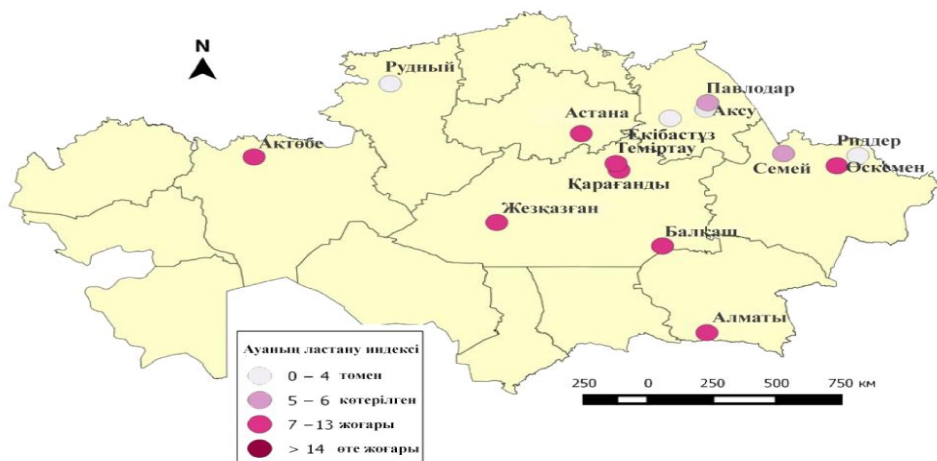 N
Рудный
Павлодар
Аксу
Астана
Екібастұз
Теміртау
Қарағанды
Ақтөбе
Риддер
Семей
Өскемен
Жезқазған
Балқаш
Алматы
Ауаның ластану индексі
0 – 4 төмен
5 – 6 көтерілген
7 – 13 жоғары
> 14 өте жоғары
250 0 250 500 750 км